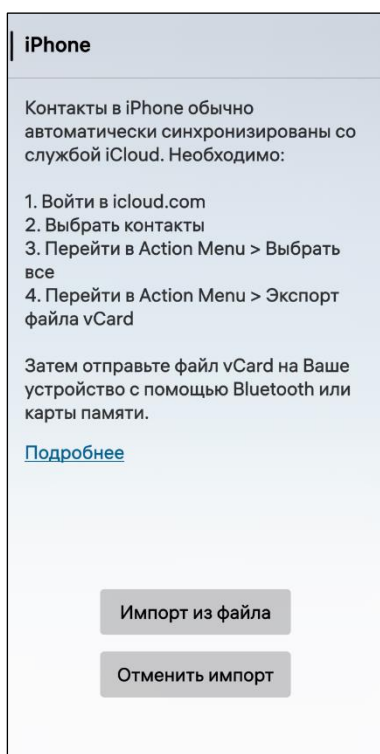 iPhone
Контакты в iPhone обычно
автоматически синхронизированы со
службой iCloud. Необходимо:
1. Войти в icloud.com
2. Выбрать контакты
3. Перейти в Action Menu > Выбрать
все
4. Перейти в Action Menu > Экспорт
файла vCard
Затем отправьте файл vCard на Ваше
устройство с помощью Bluetooth или
карты памяти.
Подробнее
Импорт из файла
Отменить импорт